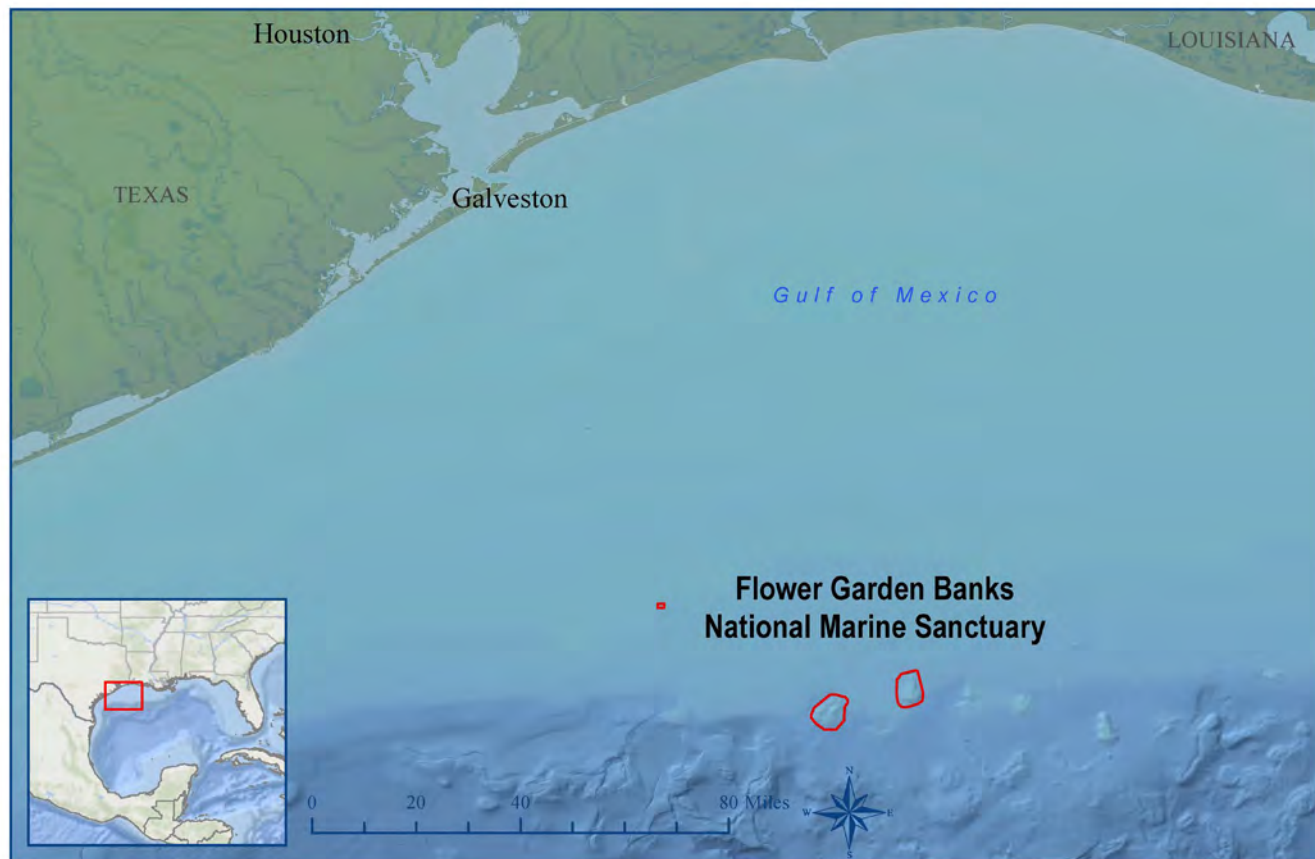 Houston
LOUISIANA
TEXAS
Galveston
Gulf of Mexico
Flower Garden Banks
National Marine Sanctuary
0 20 40 80 Miles
N
W E
S